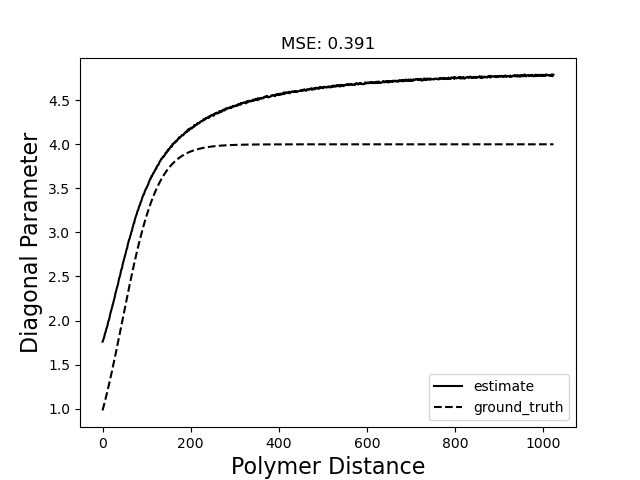 MSE: 0.391
Diagonal Parameter
4.5
4.0
3.5
3.0
2.5
2.0
1.5
1.0
estimate
ground_truth
0 200 400 600 800 1000
Polymer Distance